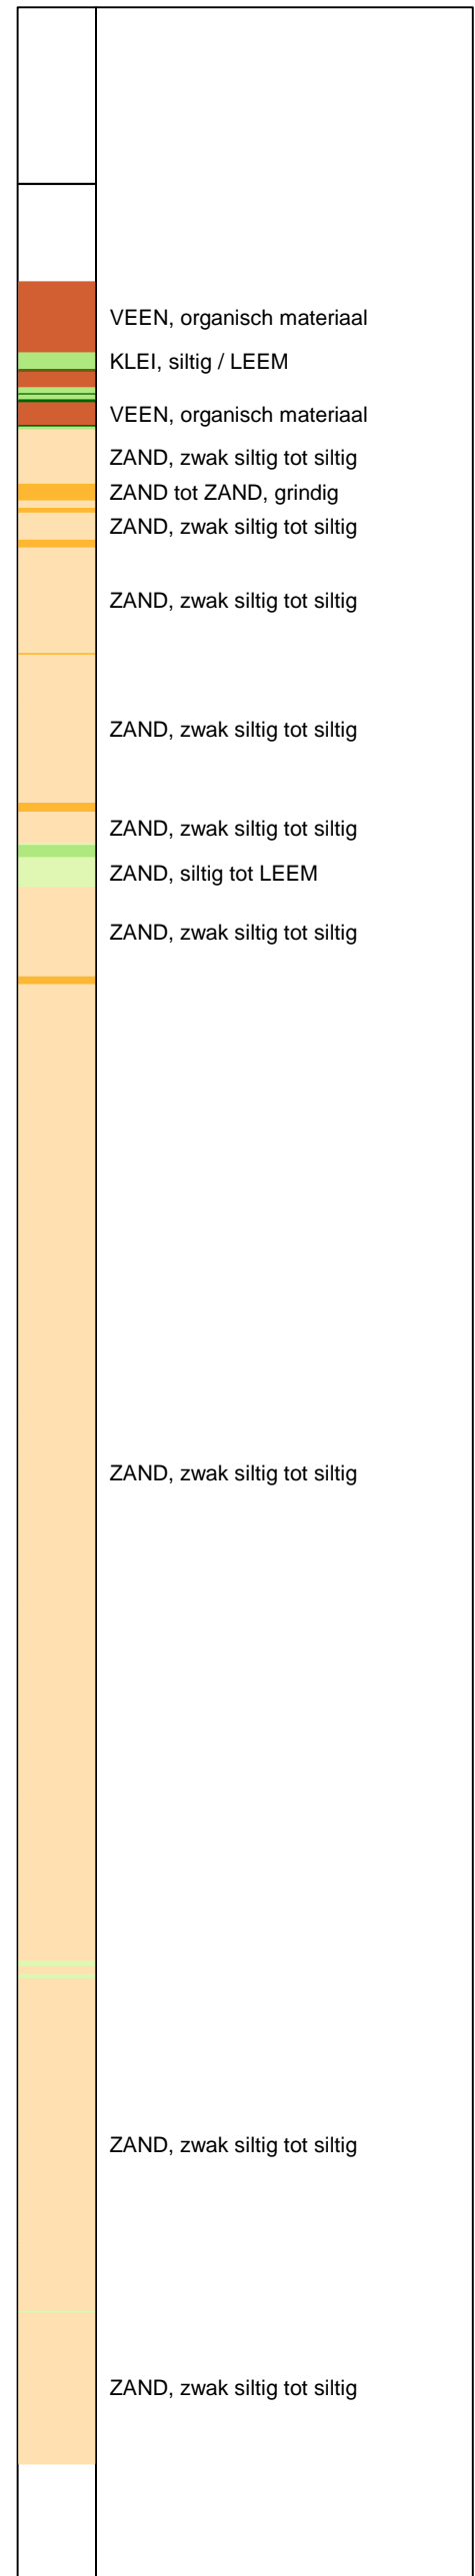 VEEN, organisch materiaal
KLEI, siltig / LEEM
VEEN, organisch materiaal
ZAND, zwak siltig tot siltig
ZAND tot ZAND, grindig
ZAND, zwak siltig tot siltig
ZAND, zwak siltig tot siltig
ZAND, zwak siltig tot siltig
ZAND, zwak siltig tot siltig
ZAND, siltig tot LEEM
ZAND, zwak siltig tot siltig
ZAND, zwak siltig tot siltig
ZAND, zwak siltig tot siltig
ZAND, zwak siltig tot siltig